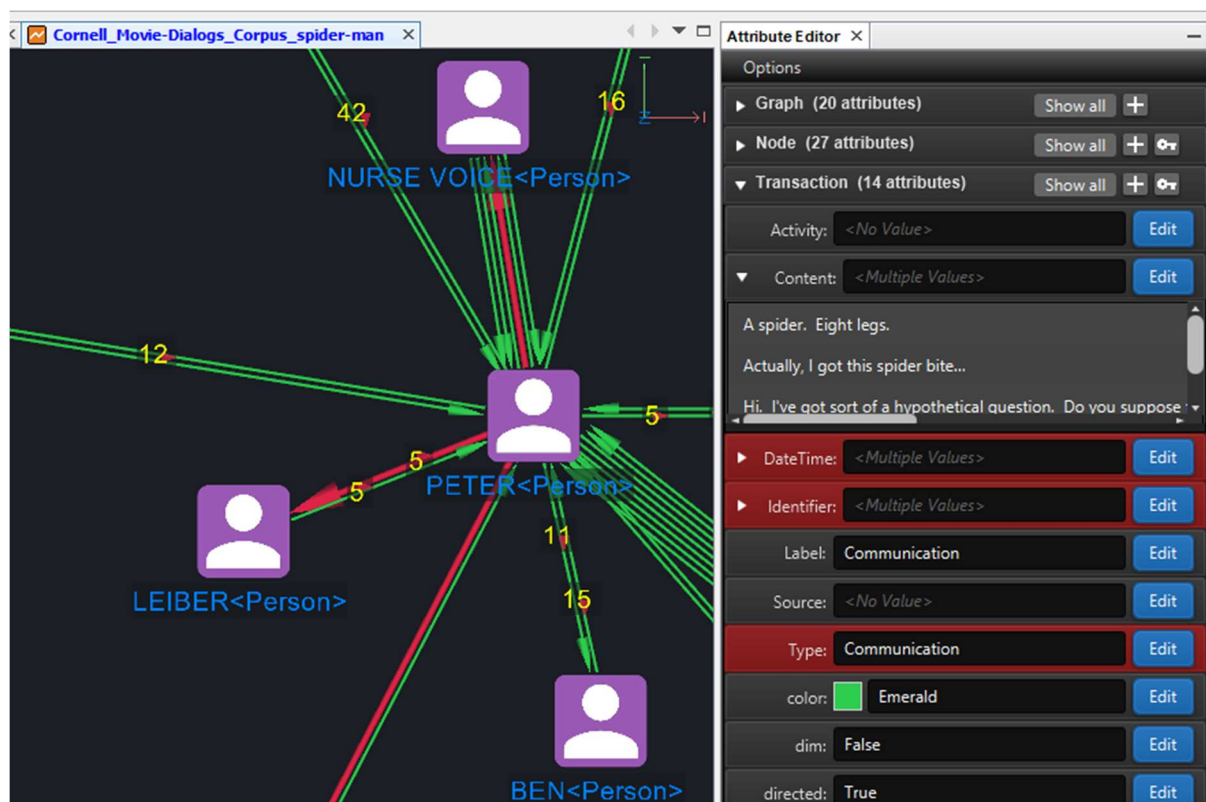 Cornell_Movie-Dialogs_Corpus_spider-man
42
16
NURSE VOICE<Person>
12
5
5
5
PETER<Person>
11
LEIBER<Person>
15
BEN<Person>
Attribute Editor
Options
Graph (20 attributes) Show all
Node (27 attributes) Show all
Transaction (14 attributes) Show all
Activity: <No Value> Edit
Content: <Multiple Values> Edit
A spider.  Eight legs.
Actually, I got this spider bite...
Hi.  I've got sort of a hypothetical question.  Do you suppose
DateTime: <Multiple Values> Edit
Identifier: <Multiple Values> Edit
Label: Communication Edit
Source: <No Value> Edit
Type: Communication Edit
color: Emerald Edit
dim: False Edit
directed: True Edit